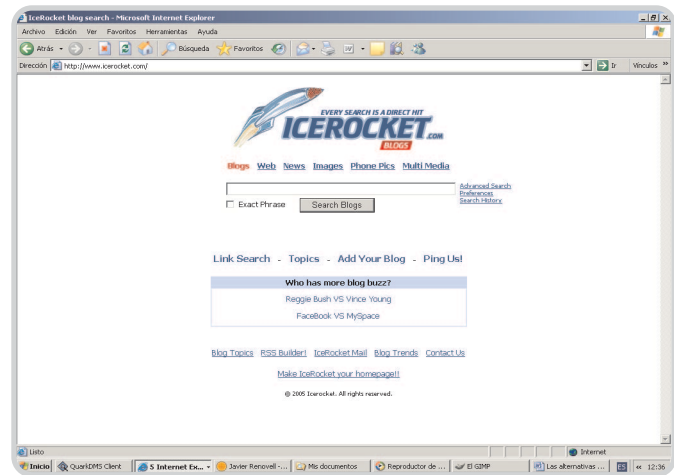 IceRocket blog search - Microsoft Internet Explorer
Archivo Edición Ver Favoritos Herramientas Ayuda
Atrás Búsqueda Favoritos
Dirección http://www.icerocket.com/ Ir Vínculos »
EVERY SEARCH IS A DIRECT HIT
ICEROCKET.COM
BLOGS
Blogs Web News Images Phone Pics Multi Media
Advanced Search
Preferences
Search History
Exact Phrase Search Blogs
Link Search - Topics - Add Your Blog - Ping Us!
Who has more blog buzz?
Reggie Bush VS Vince Young
FaceBook VS MySpace
Blog Topics RSS Builder! IceRocket Mail Blog Trends Contact Us
Make IceRocket your homepage!!
© 2005 Icerocket. All rights reserved.
Listo Internet
Inicio QuarkDMS Client 5 Internet Ex... Javier Renovell -... Mis documentos Reproductor de ... El GIMP Las alternativas ... ES « 12:36